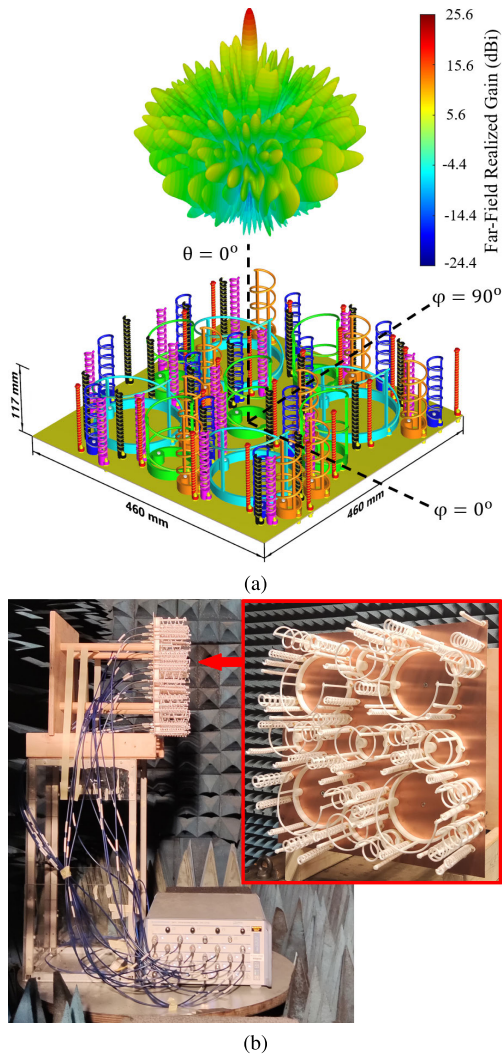 25.6
15.6
5.6
-4.4
-14.4
-24.4
Far-Field Realized Gain (dBi)
θ = 0°
φ = 90°
117 mm
460 mm
460 mm
φ = 0°
(a)
(b)